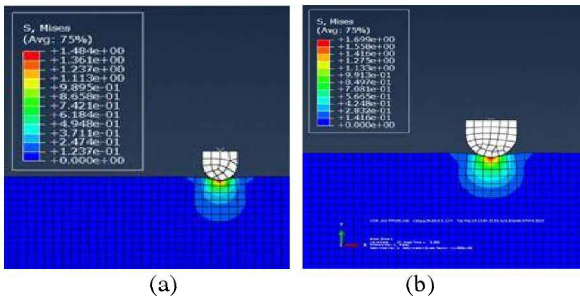 S, Mises
(Avg: 75%)
+1.484e+00
+1.361e+00
+1.237e+00
+1.113e+00
+9.895e-01
+8.658e-01
+7.421e-01
+6.184e-01
+4.948e-01
+3.711e-01
+2.474e-01
+1.237e-01
+0.000e+00
S, Mises
(Avg: 75%)
+1.699e+00
+1.558e+00
+1.416e+00
+1.275e+00
+1.133e+00
+9.913e-01
+8.497e-01
+7.081e-01
+5.665e-01
+4.248e-01
+2.832e-01
+1.416e-01
+0.000e+00
Y
X
(a)
(b)